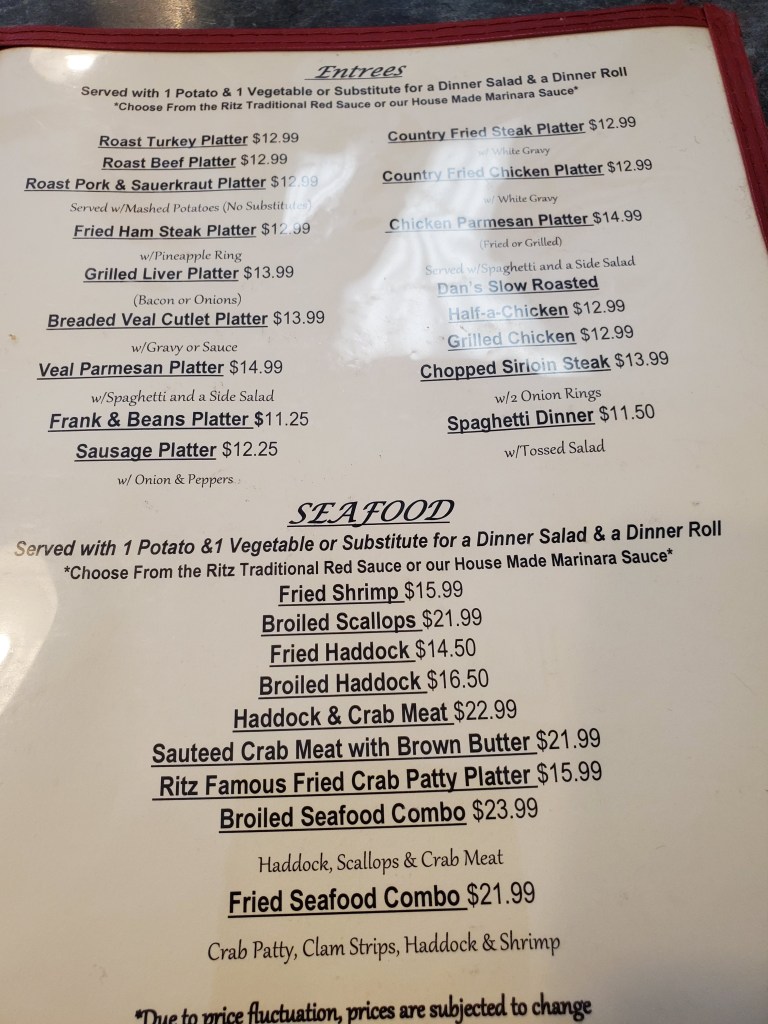 Entrees
Served with 1 Potato & 1 Vegetable or Substitute for a Dinner Salad & a Dinner Roll
*Choose From the Ritz Traditional Red Sauce or our House Made Marinara Sauce*
Roast Turkey Platter $12.99
Roast Beef Platter $12.99
Roast Pork & Sauerkraut Platter $12.99
Served w/Mashed Potatoes (No Substitutes)
Fried Ham Steak Platter $12.99
w/Pineapple Ring
Grilled Liver Platter $13.99
(Bacon or Onions)
Breaded Veal Cutlet Platter $13.99
w/Gravy or Sauce
Veal Parmesan Platter $14.99
w/Spaghetti and a Side Salad
Frank & Beans Platter $11.25
Sausage Platter $12.25
w/ Onion & Peppers
Country Fried Steak Platter $12.99
w/ White Gravy
Country Fried Chicken Platter $12.99
w/ White Gravy
Chicken Parmesan Platter $14.99
(Fried or Grilled)
Served w/Spaghetti and a Side Salad
Dan's Slow Roasted
Half-a-Chicken $12.99
Grilled Chicken $12.99
Chopped Sirloin Steak $13.99
w/2 Onion Rings
Spaghetti Dinner $11.50
w/Tossed Salad
SEAFOOD
Served with 1 Potato &1 Vegetable or Substitute for a Dinner Salad & a Dinner Roll
*Choose From the Ritz Traditional Red Sauce or our House Made Marinara Sauce*
Fried Shrimp $15.99
Broiled Scallops $21.99
Fried Haddock $14.50
Broiled Haddock $16.50
Haddock & Crab Meat $22.99
Sauteed Crab Meat with Brown Butter $21.99
Ritz Famous Fried Crab Patty Platter $15.99
Broiled Seafood Combo $23.99
Haddock, Scallops & Crab Meat
Fried Seafood Combo $21.99
Crab Patty, Clam Strips, Haddock & Shrimp
*Due to price fluctuation, prices are subjected to change